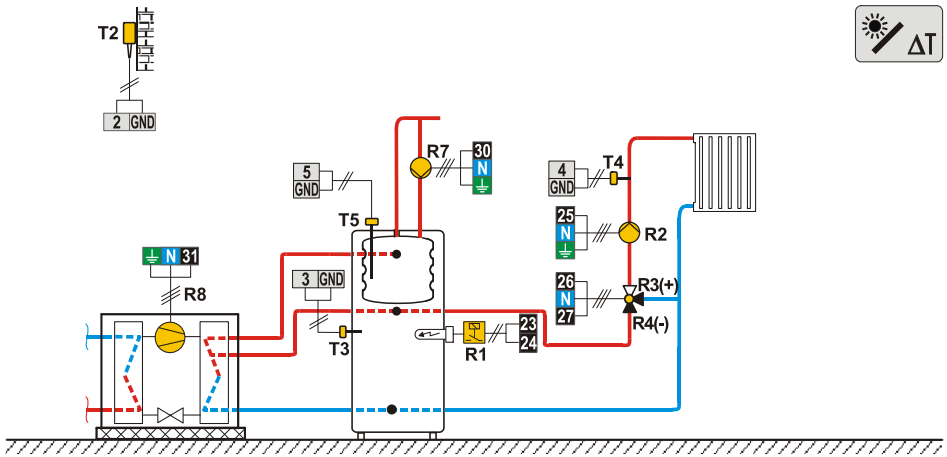 T2
2 GND
ΔT
R7
30
N
5
GND
T5
4
GND
T4
25
N
R2
31
N
R8
3 GND
T3
26
N
27
R3(+)
R4(-)
R1
23
24